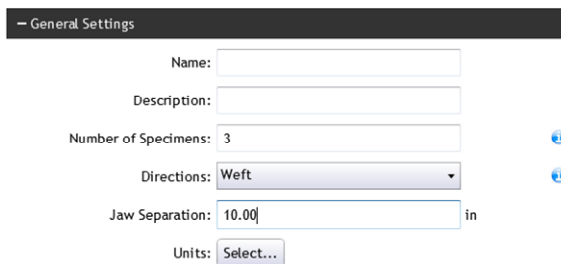 − General Settings
Name:
Description:
Number of Specimens: 3
Directions: Weft
Jaw Separation: 10.00 in
Units: Select...